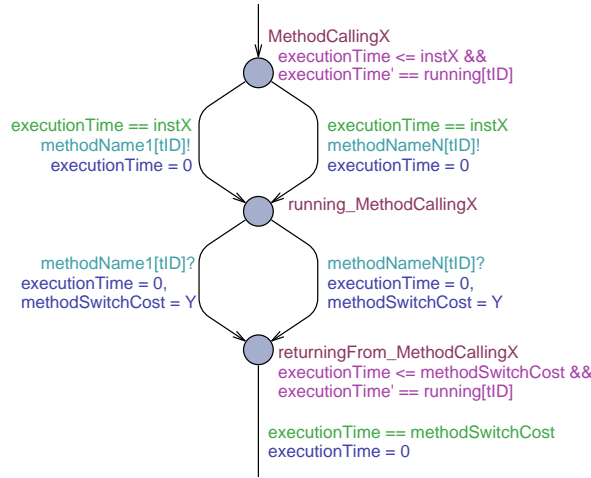 MethodCallingX
executionTime <= instX &&
executionTime' == running[tID]
executionTime == instX
methodName1[tID]!
executionTime = 0
executionTime == instX
methodNameN[tID]!
executionTime = 0
running_MethodCallingX
methodName1[tID]?
executionTime = 0,
methodSwitchCost = Y
methodNameN[tID]?
executionTime = 0,
methodSwitchCost = Y
returningFrom_MethodCallingX
executionTime <= methodSwitchCost &&
executionTime' == running[tID]
executionTime == methodSwitchCost
executionTime = 0